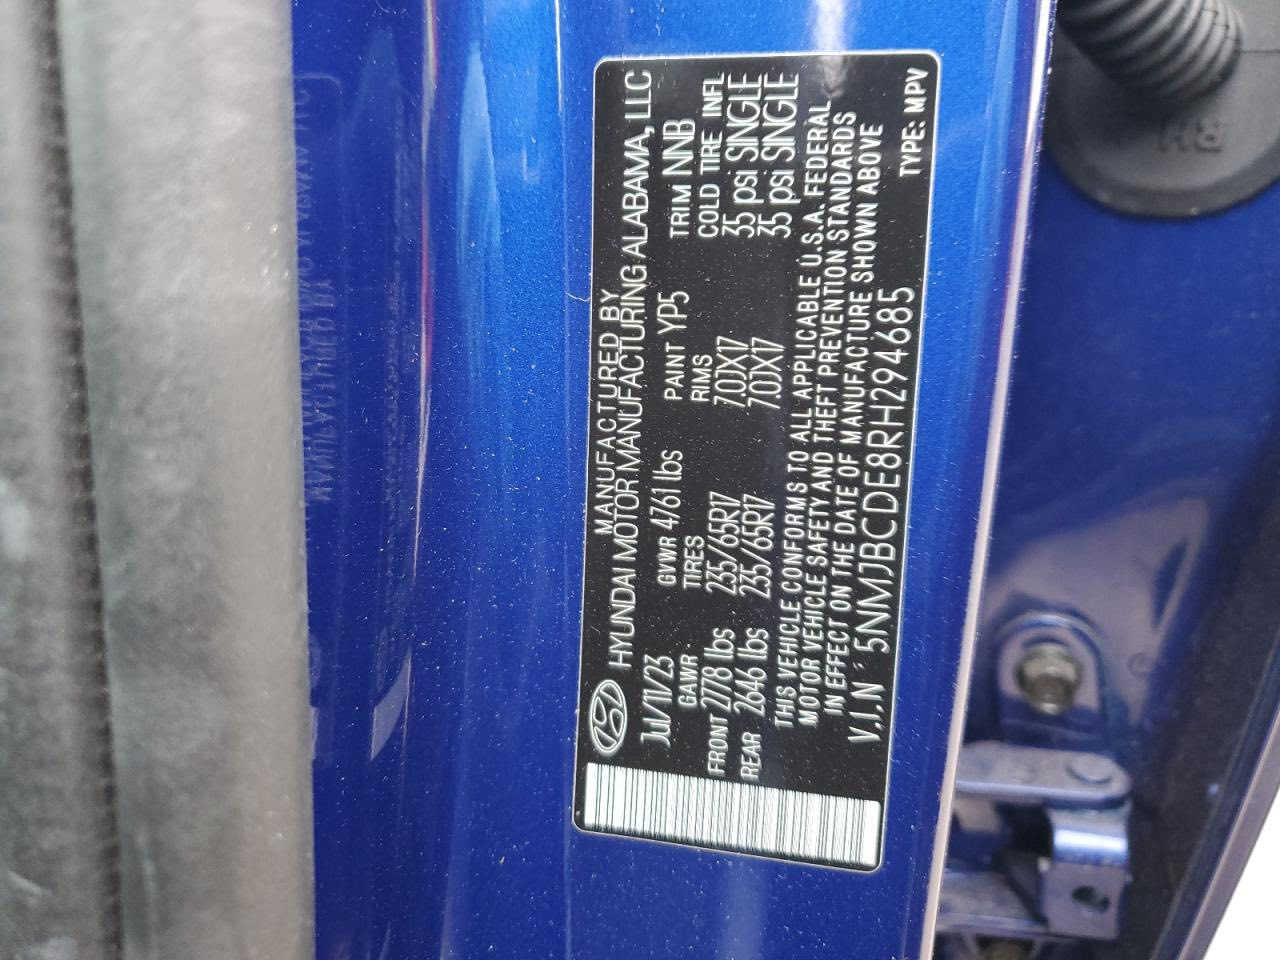 MANUFACTURED BY
HYUNDAI MOTOR MANUFACTURING ALABAMA, LLC
Jul/11/23 GVWR 4761 lbs PAINT YP5 TRIM NNB
GAWR TIRES RIMS COLD TIRE INFL
FRONT 2778 lbs 235/65R17 7.0JX17 35 psi SINGLE
REAR 2646 lbs 235/65R17 7.0JX17 35 psi SINGLE
THIS VEHICLE CONFORMS TO ALL APPLICABLE U.S.A. FEDERAL
MOTOR VEHICLE SAFETY AND THEFT PREVENTION STANDARDS
IN EFFECT ON THE DATE OF MANUFACTURE SHOWN ABOVE
V.I.N 5NMJBCDE8RH294685 TYPE: MPV